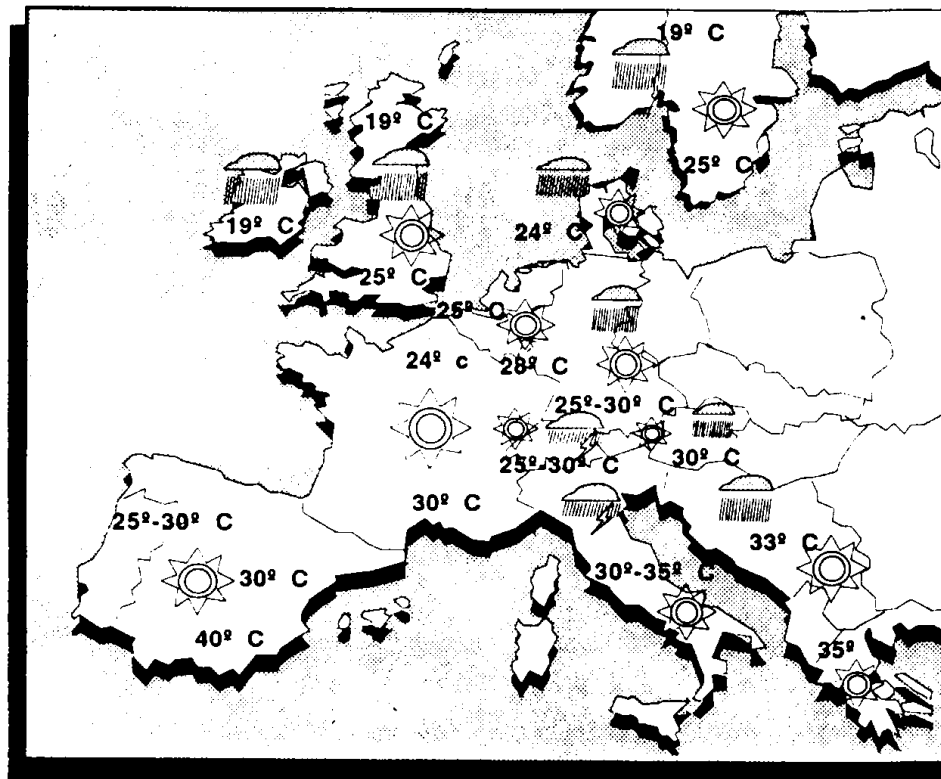 19º C
19º C
25º C
19º C
24º C
25º C
25º C
24º c
28º C
25º-30º C
25º-30º C
30º C
30º C
25º-30º C
33º C
30º C
30º-35º C
40º C
35º